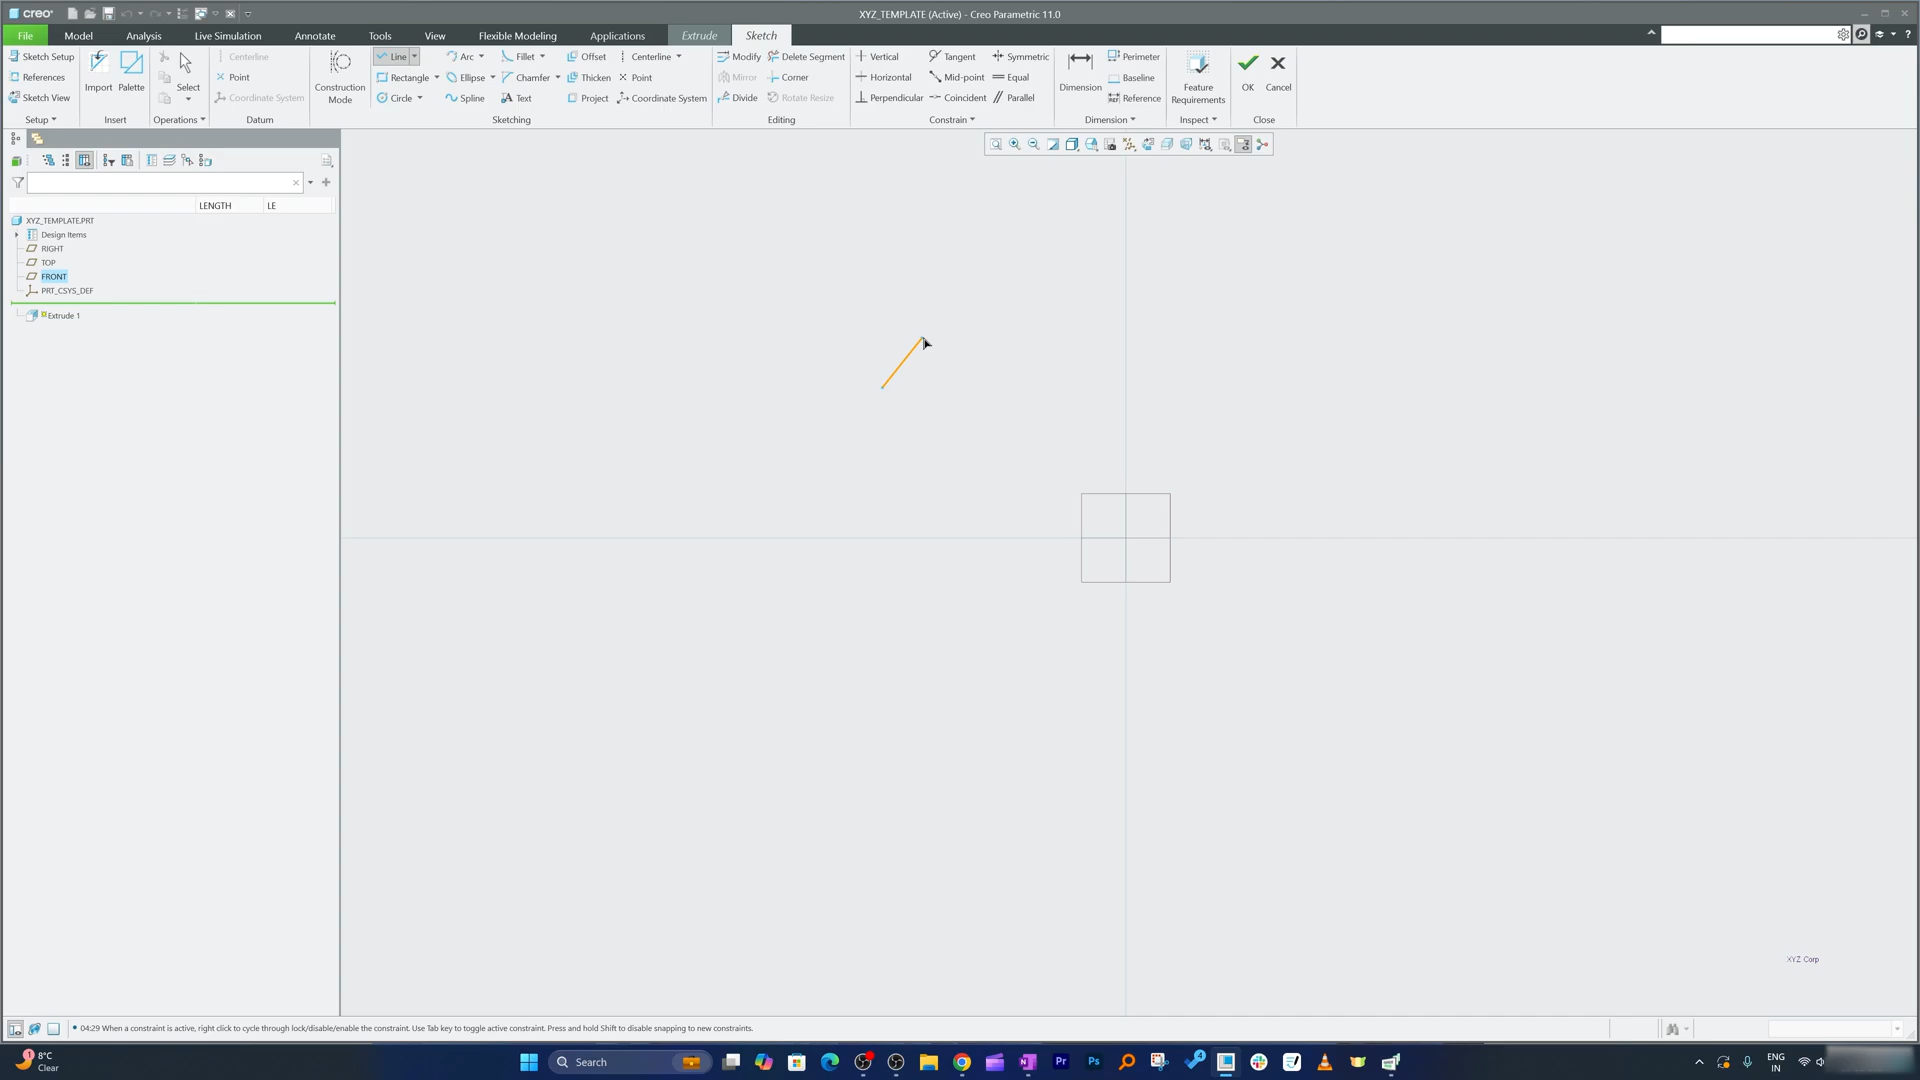 creo
XYZ_TEMPLATE (Active) - Creo Parametric 11.0
File Model Analysis Live Simulation Annotate Tools View Flexible Modeling Applications Extrude Sketch
Sketch Setup
References
Sketch View
Setup
Import Palette
Insert
Select
Operations
Centerline
Point
Coordinate System
Datum
Construction
Mode
Line Arc Fillet Offset Centerline
Rectangle Ellipse Chamfer Thicken Point
Circle Spline Text Project Coordinate System
Sketching
Modify Delete Segment
Mirror Corner
Divide Rotate Resize
Editing
Vertical Tangent Symmetric
Horizontal Mid-point Equal
Perpendicular Coincident Parallel
Constrain
Dimension
Perimeter
Baseline
Reference
Dimension
Feature
Requirements
Inspect
OK Cancel
Close
LENGTH LE
XYZ_TEMPLATE.PRT
Design Items
RIGHT
TOP
FRONT
PRT_CSYS_DEF
Extrude 1
XYZ Corp
04:29 When a constraint is active, right click to cycle through lock/disable/enable the constraint. Use Tab key to toggle active constraint. Press and hold Shift to disable snapping to new constraints.
1
8°C
Clear
Search
Pr
Ps
4
ENG
IN